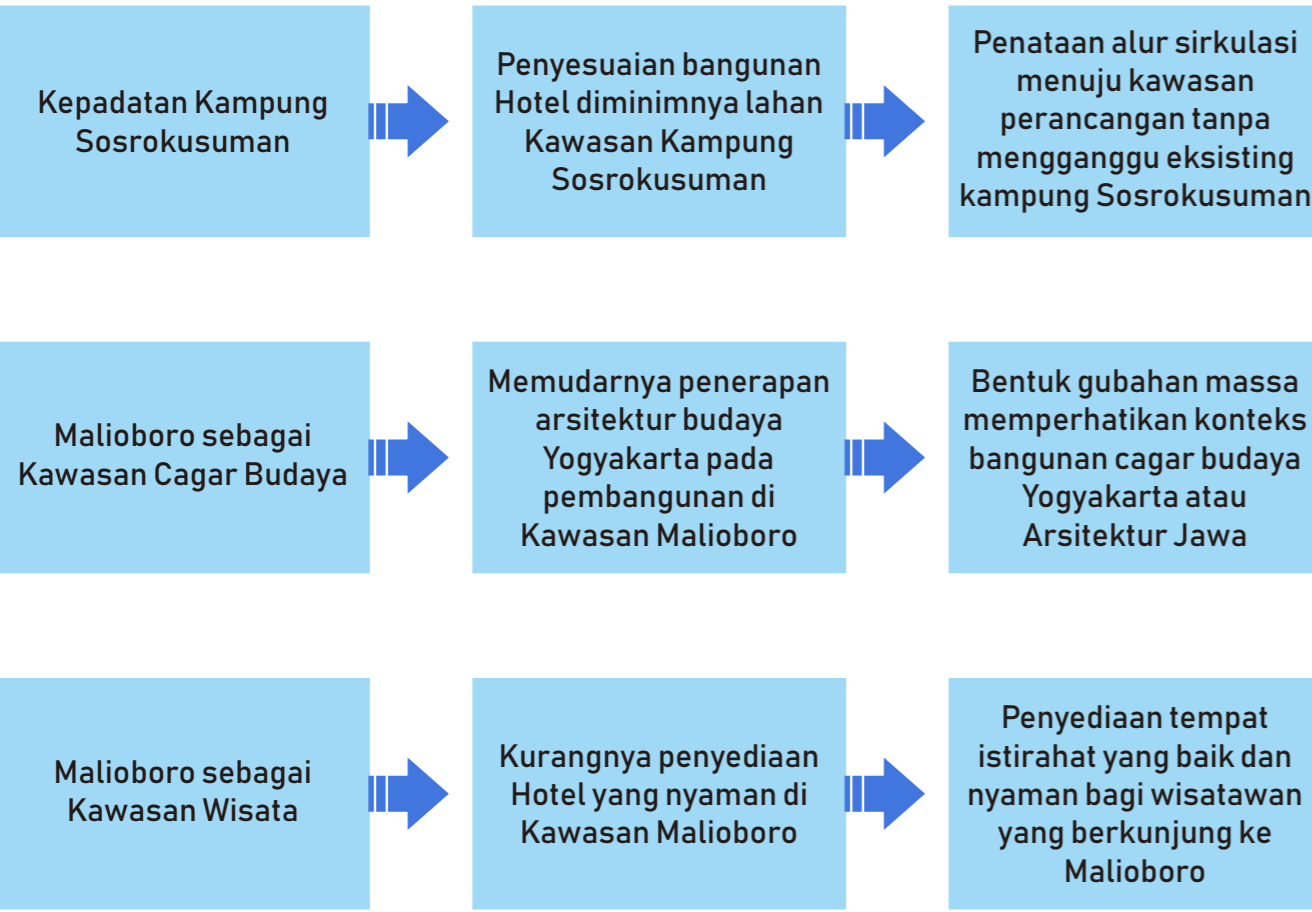 Kepadatan Kampung
Sosrokusuman
Penyesuaian bangunan
Hotel diminimnya lahan
Kawasan Kampung
Sosrokusuman
Penataan alur sirkulasi
menuju kawasan
perancangan tanpa
mengganggu eksisting
kampung Sosrokusuman
Malioboro sebagai
Kawasan Cagar Budaya
Memudarnya penerapan
arsitektur budaya
Yogyakarta pada
pembangunan di
Kawasan Malioboro
Bentuk gubahan massa
memperhatikan konteks
bangunan cagar budaya
Yogyakarta atau
Arsitektur Jawa
Malioboro sebagai
Kawasan Wisata
Kurangnya penyediaan
Hotel yang nyaman di
Kawasan Malioboro
Penyediaan tempat
istirahat yang baik dan
nyaman bagi wisatawan
yang berkunjung ke
Malioboro